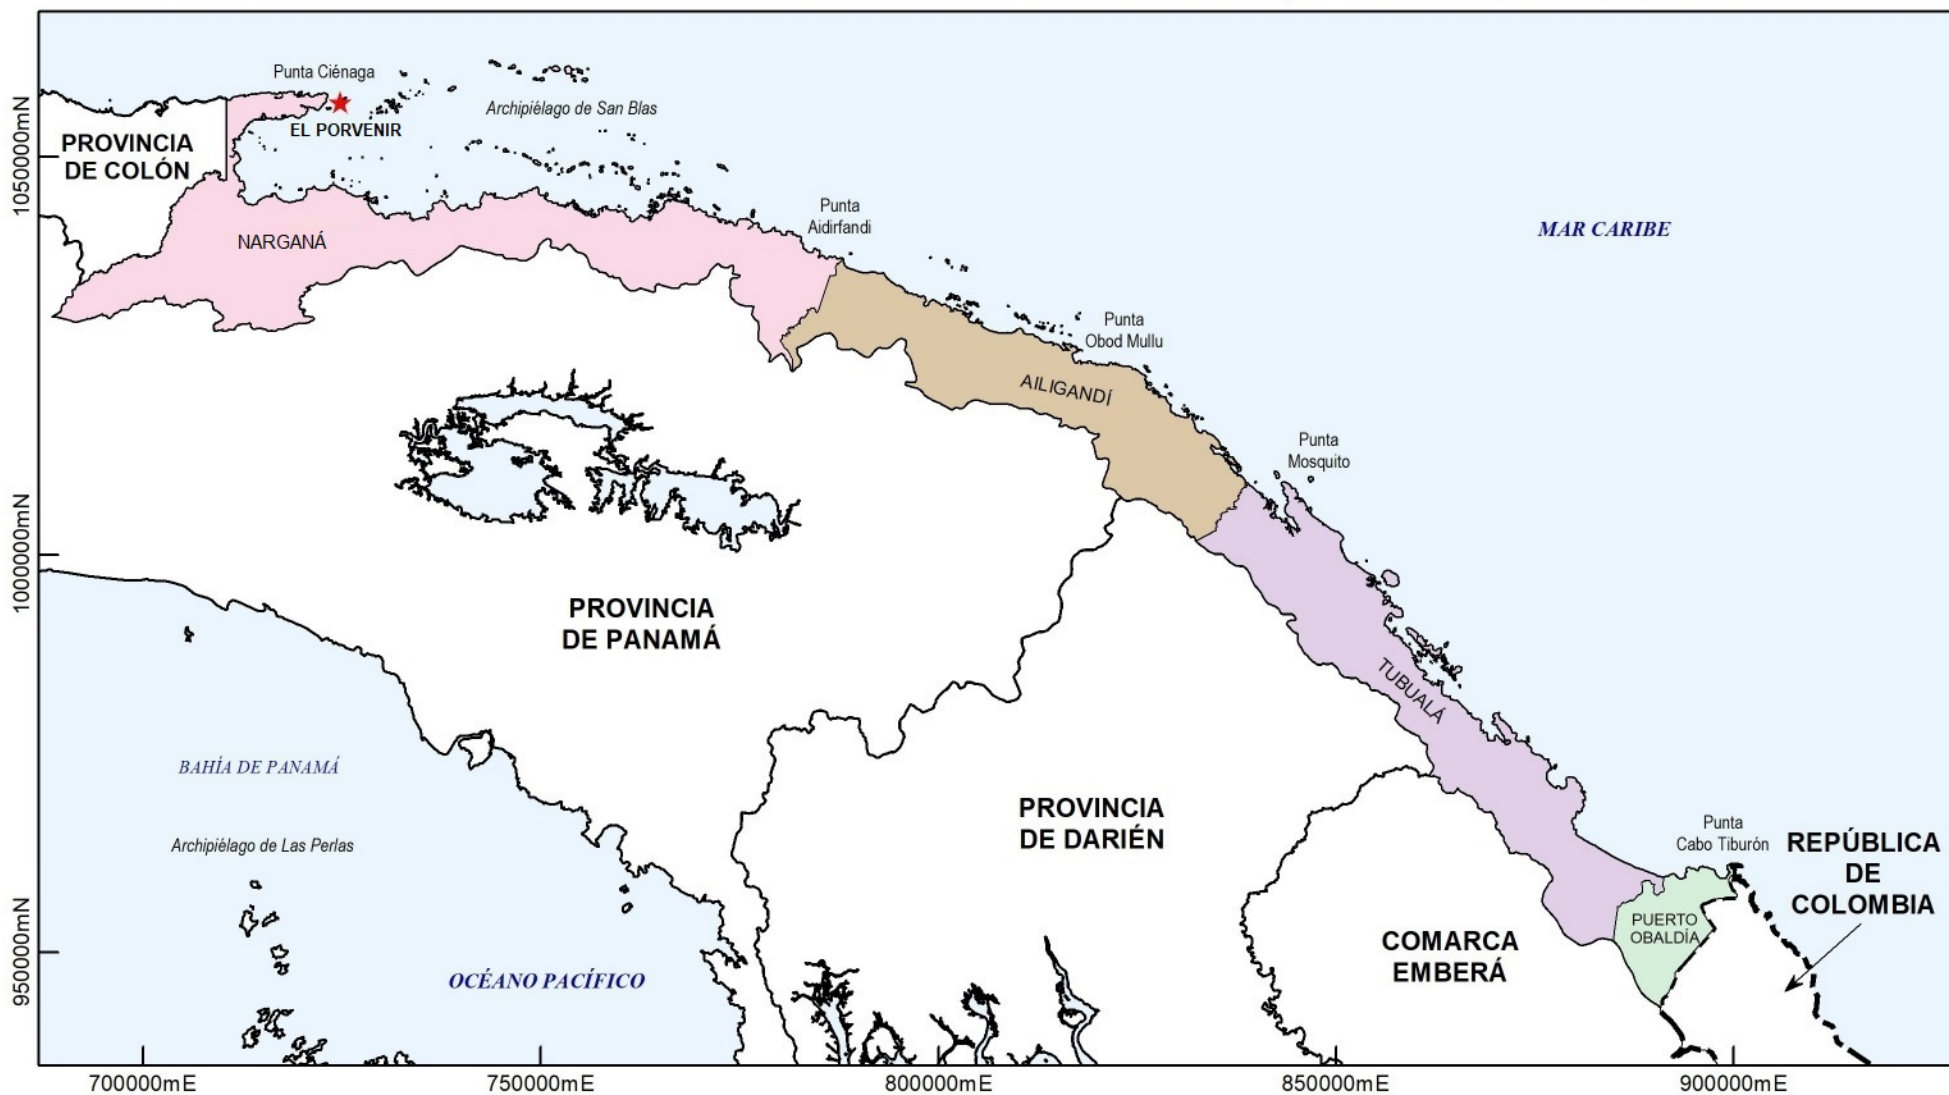 Punta Ciénaga
Archipiélago de San Blas
EL PORVENIR
PROVINCIA
DE COLÓN
1050000mN
NARGANÁ
Punta
Aidirfandi
MAR CARIBE
Punta
Obod Mullu
AILIGANDÍ
Punta
Mosquito
1000000mN
PROVINCIA
DE PANAMÁ
TUBUALÁ
BAHÍA DE PANAMÁ
Archipiélago de Las Perlas
PROVINCIA
DE DARIÉN
Punta
Cabo Tiburón
REPÚBLICA
DE
COLOMBIA
PUERTO
OBALDÍA
COMARCA
EMBERÁ
OCÉANO PACÍFICO
950000mN
700000mE
750000mE
800000mE
850000mE
900000mE